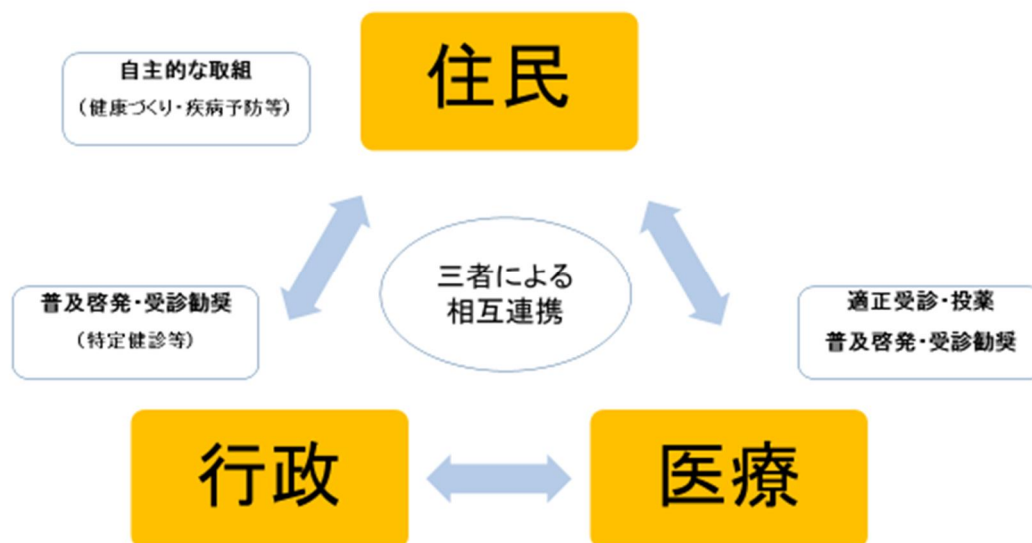 住民
自主的な取組
（健康づくり・疾病予防等）
三者による
相互連携
普及啓発・受診勧奨
（特定健診等）
適正受診・投薬
普及啓発・受診勧奨
行政
医療